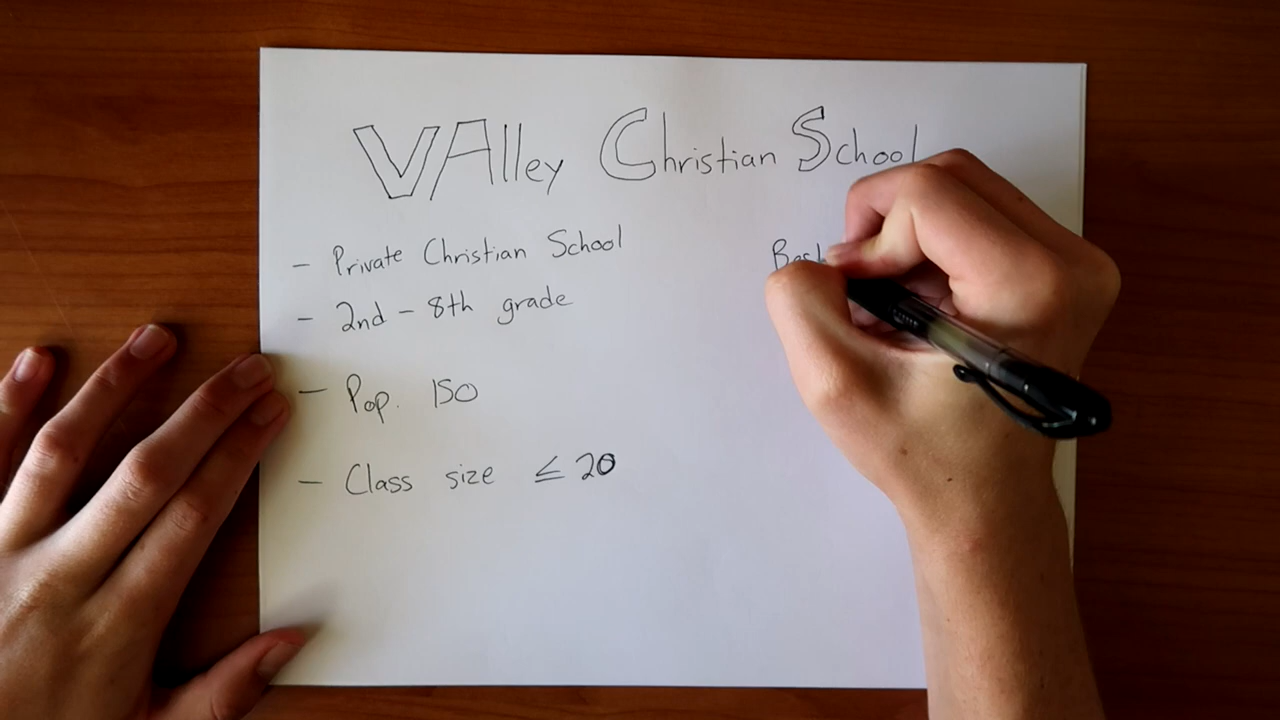 VAlley Christian School
- Private Christian School
- 2nd - 8th grade
- Pop. 150
- Class size ≤ 20